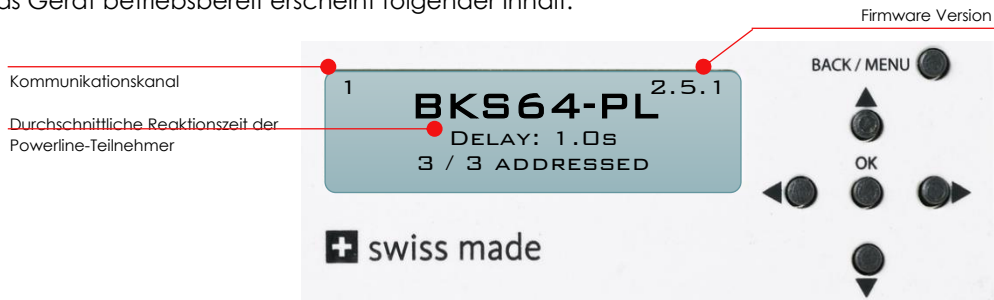 das Gerät betriebsbereit erscheint folgender Inhalt:
Firmware Version
Kommunikationskanal
Durchschnittliche Reaktionszeit der
Powerline-Teilnehmer
1
2.5.1
BKS64-PL
DELAY: 1.0S
3 / 3 ADDRESSED
BACK / MENU
OK
swiss made